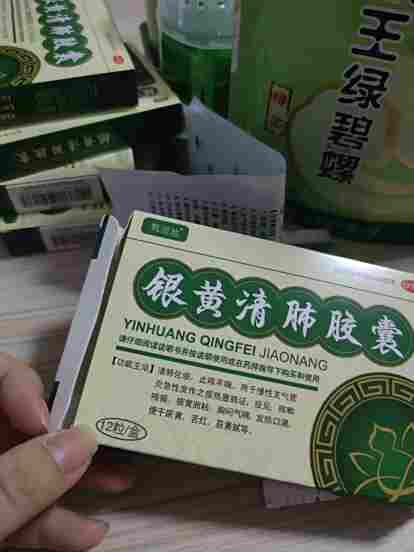 王绿碧螺
银黄清肺胶囊
YINHUANG QINGFEI JIAONANG
请仔细阅读说明书并按说明使用或在药师指导下购买和使用
【功能主治】清肺化痰，止咳平喘。用于慢性支气管
炎急性发作之痰热壅肺证，症见：咳嗽
咳痰，痰黄而粘，胸闷气喘，发热口渴，
便干尿黄，舌红，苔黄腻等。
12粒/盒